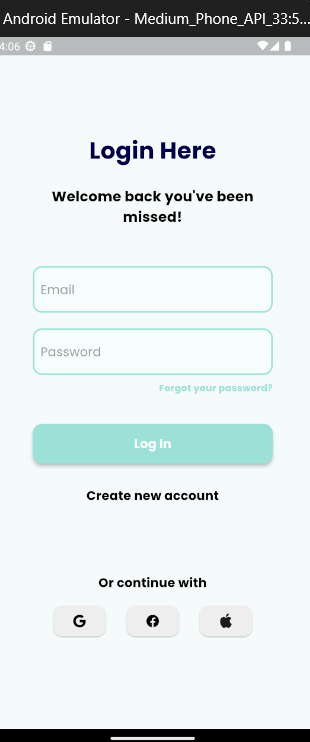 Android Emulator - Medium_Phone_API_33:5...
4:06
Login Here
Welcome back you've been
missed!
Email
Password
Forgot your password?
Log In
Create new account
Or continue with
G